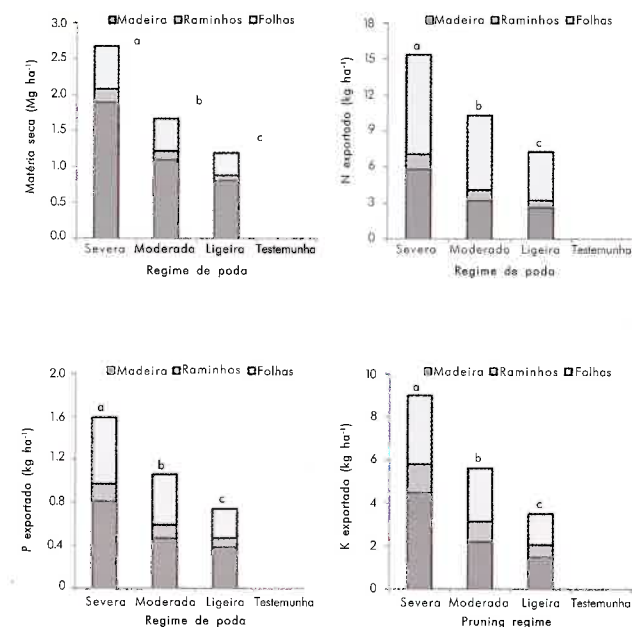 Madeira Raminhos Folhas
Matéria seca (Mg ha⁻¹)
3.0
2.5
2.0
1.5
1.0
0.5
0.0
a
b
c
Severa Moderada Ligeira Testemunha
Regime de poda
Madeira Raminhos Folhas
N exportado (kg ha⁻¹)
18
15
12
9
6
3
0
a
b
c
Severa Moderada Ligeira Testemunha
Regime de poda
Madeira Raminhos Folhas
P exportado (kg ha⁻¹)
2.0
1.6
1.2
0.8
0.4
0
a
b
c
Severa Moderada Ligeira Testemunha
Regime de poda
Madeira Raminhos Folhas
K exportado (kg ha⁻¹)
10
8
6
4
2
0
a
b
c
Severa Moderada Ligeira Testemunha
Pruning regime